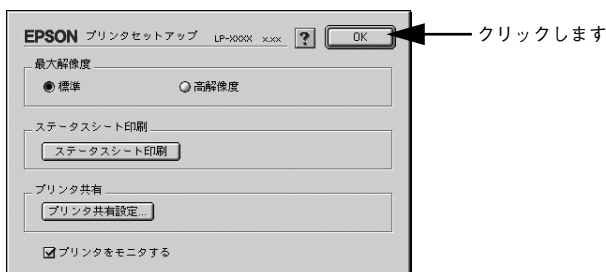 EPSON プリンタセットアップ LP-XXXX x.xx ? OK クリックします
最大解像度
標準 高解像度
ステータスシート印刷
ステータスシート印刷
プリンタ共有
プリンタ共有設定...
プリンタをモニタする